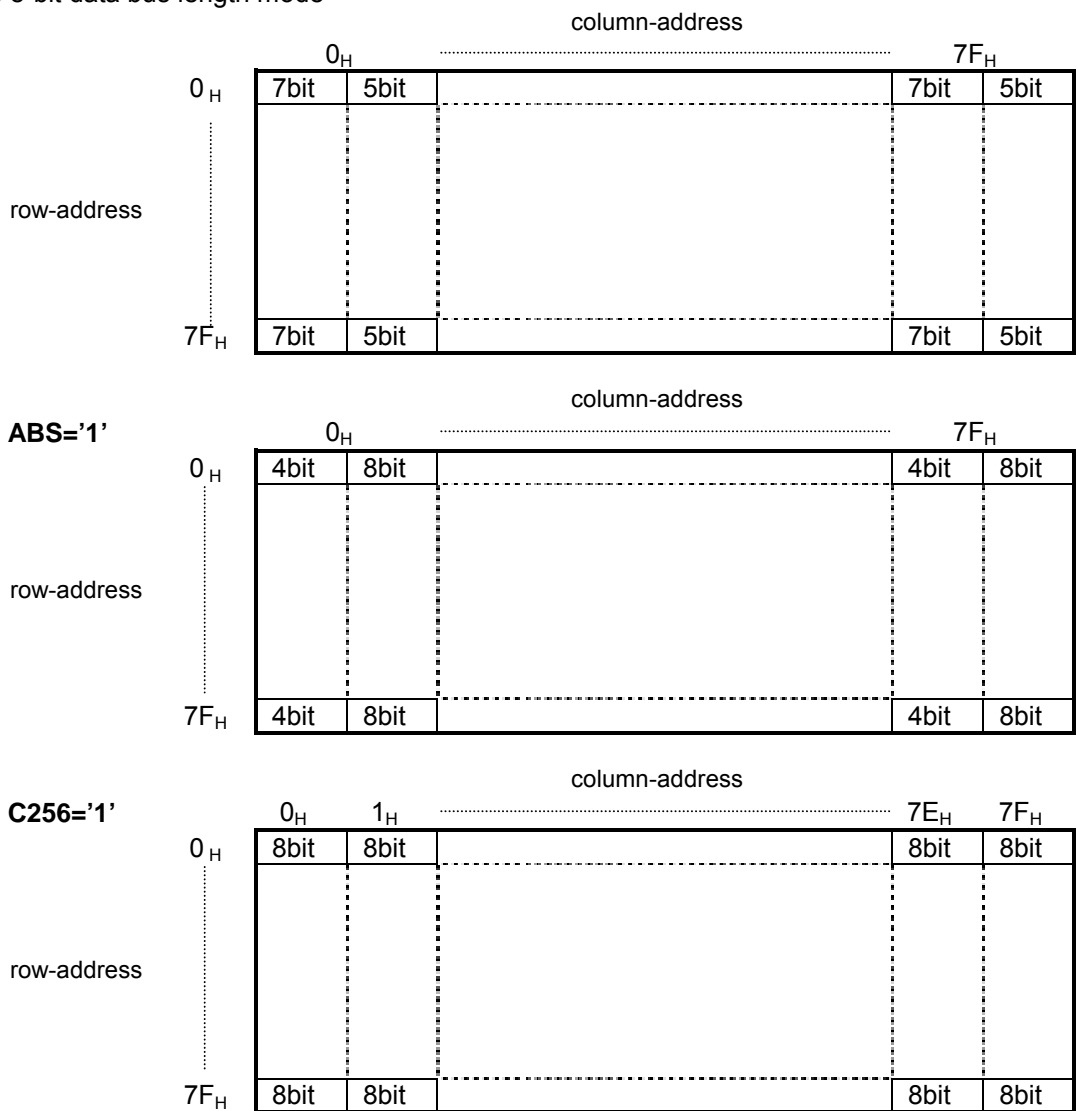 8-bit data bus length mode
column-address
0H 7FH
0 H 7bit 5bit 7bit 5bit
row-address
7FH 7bit 5bit 7bit 5bit
column-address
ABS='1' 0H 7FH
0 H 4bit 8bit 4bit 8bit
row-address
7FH 4bit 8bit 4bit 8bit
column-address
C256='1' 0H 1H 7EH 7FH
0 H 8bit 8bit 8bit 8bit
row-address
7FH 8bit 8bit 8bit 8bit